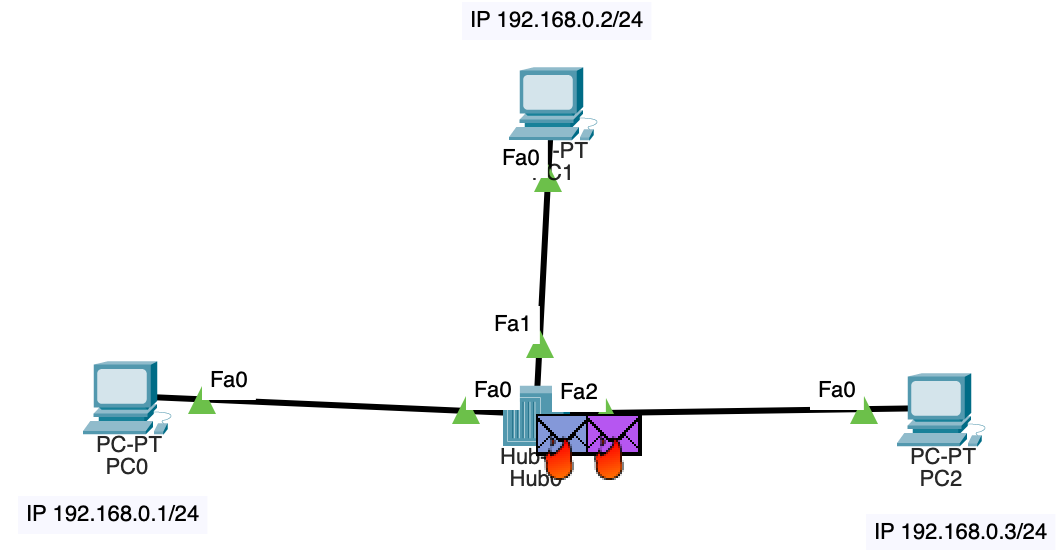 IP 192.168.0.2/24
Fa0
-PT
C1
Fa1
Fa0
Fa0
Fa2
Fa0
PC-PT
PC0
Hub-
Hub0
PC-PT
PC2
IP 192.168.0.1/24
IP 192.168.0.3/24